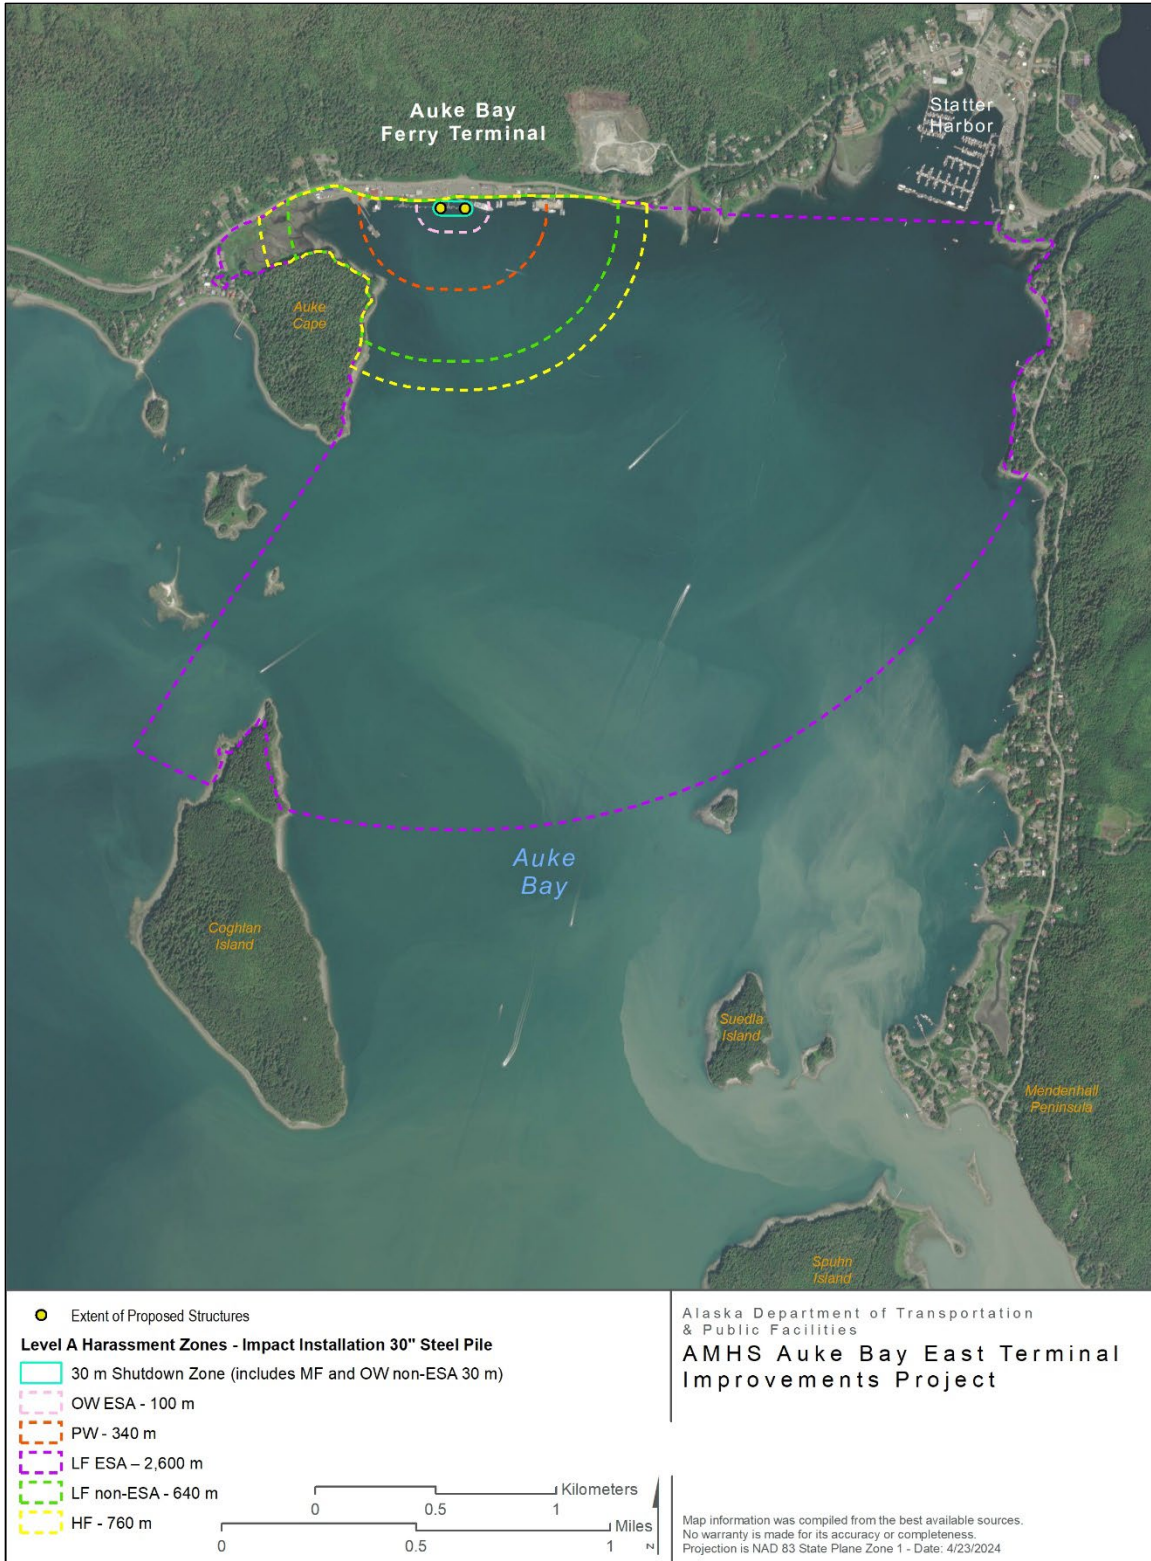 Auke Bay
Ferry Terminal
Statter
Harbor
Auke
Cape
Auke
Bay
Coghlan
Island
Suedla
Island
Mendenhall
Peninsula
Spuhn
Island
Extent of Proposed Structures
Level A Harassment Zones - Impact Installation 30" Steel Pile
30 m Shutdown Zone (includes MF and OW non-ESA 30 m)
OW ESA - 100 m
PW - 340 m
LF ESA – 2,600 m
LF non-ESA - 640 m
HF - 760 m
Kilometers
0 0.5 1
Miles
0 0.5 1
N
Alaska Department of Transportation
& Public Facilities
AMHS Auke Bay East Terminal
Improvements Project
Map information was compiled from the best available sources.
No warranty is made for its accuracy or completeness.
Projection is NAD 83 State Plane Zone 1 - Date: 4/23/2024